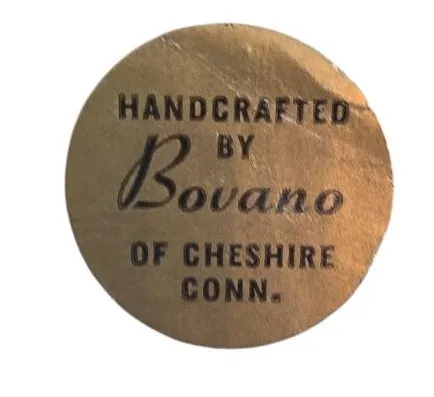 HANDCRAFTED
BY
Bovano
OF CHESHIRE
CONN.